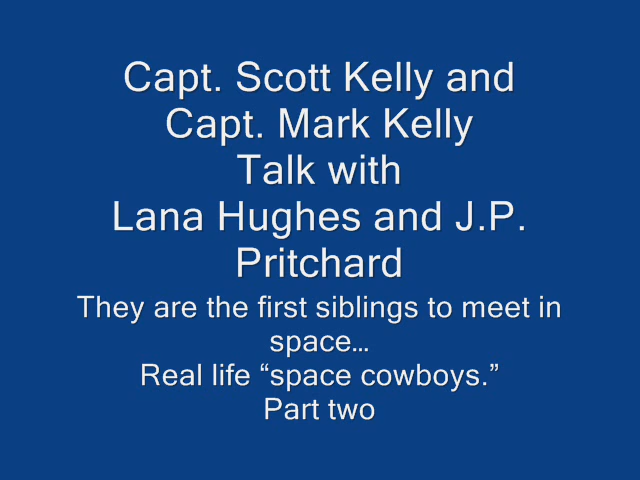 Capt. Scott Kelly and
Capt. Mark Kelly
Talk with
Lana Hughes and J.P.
Pritchard
They are the first siblings to meet in
space…
Real life “space cowboys.”
Part two